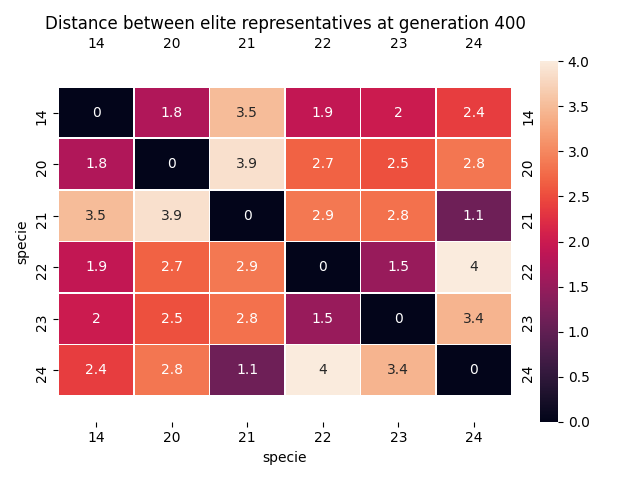 Distance between elite representatives at generation 400
14 20 21 22 23 24
14 0 1.8 3.5 1.9 2 2.4 14
20 1.8 0 3.9 2.7 2.5 2.8 20
21 3.5 3.9 0 2.9 2.8 1.1 21
22 1.9 2.7 2.9 0 1.5 4 22
23 2 2.5 2.8 1.5 0 3.4 23
24 2.4 2.8 1.1 4 3.4 0 24
14 20 21 22 23 24
specie
specie
4.0
3.5
3.0
2.5
2.0
1.5
1.0
0.5
0.0